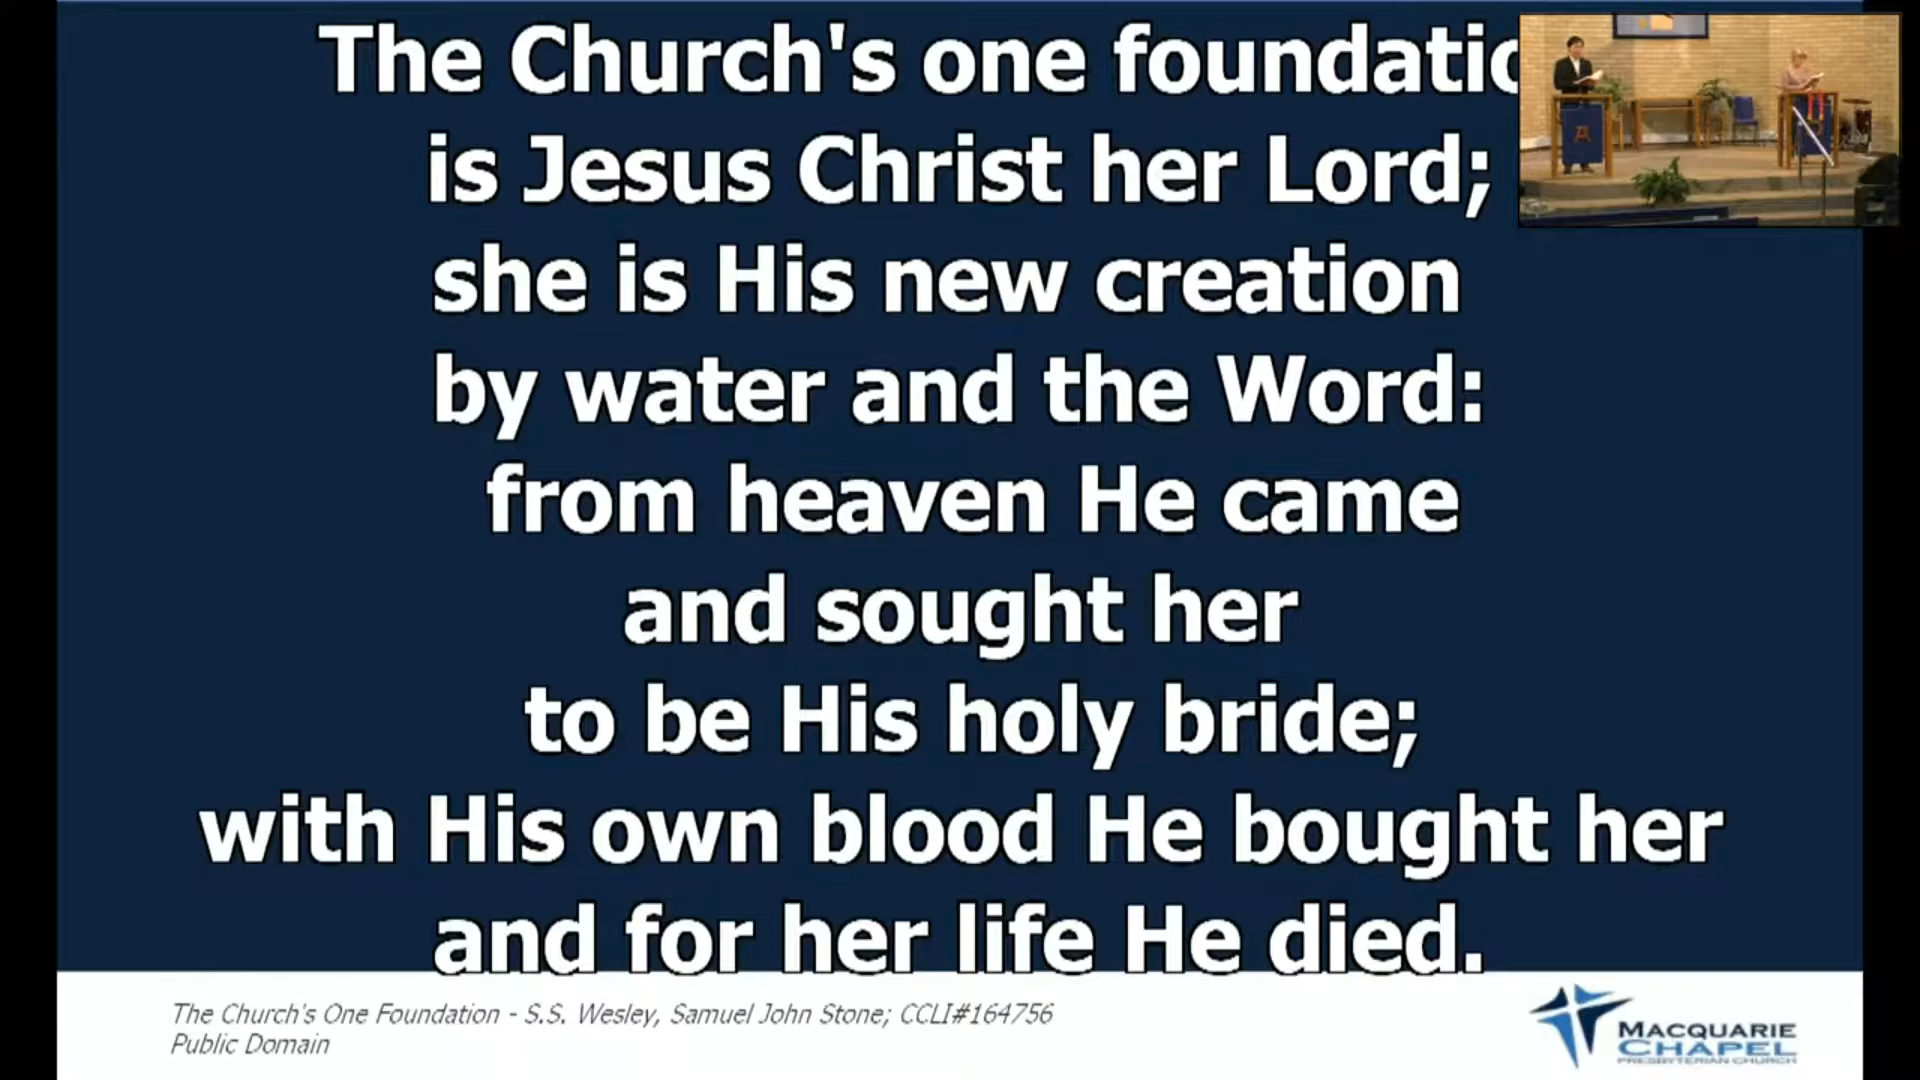 The Church's one foundatio
is Jesus Christ her Lord;
she is His new creation
by water and the Word:
from heaven He came
and sought her
to be His holy bride;
with His own blood He bought her
and for her life He died.
The Church's One Foundation - S.S. Wesley, Samuel John Stone; CCLI#164756
Public Domain
MACQUARIE
CHAPEL
PRESBYTERIAN CHURCH